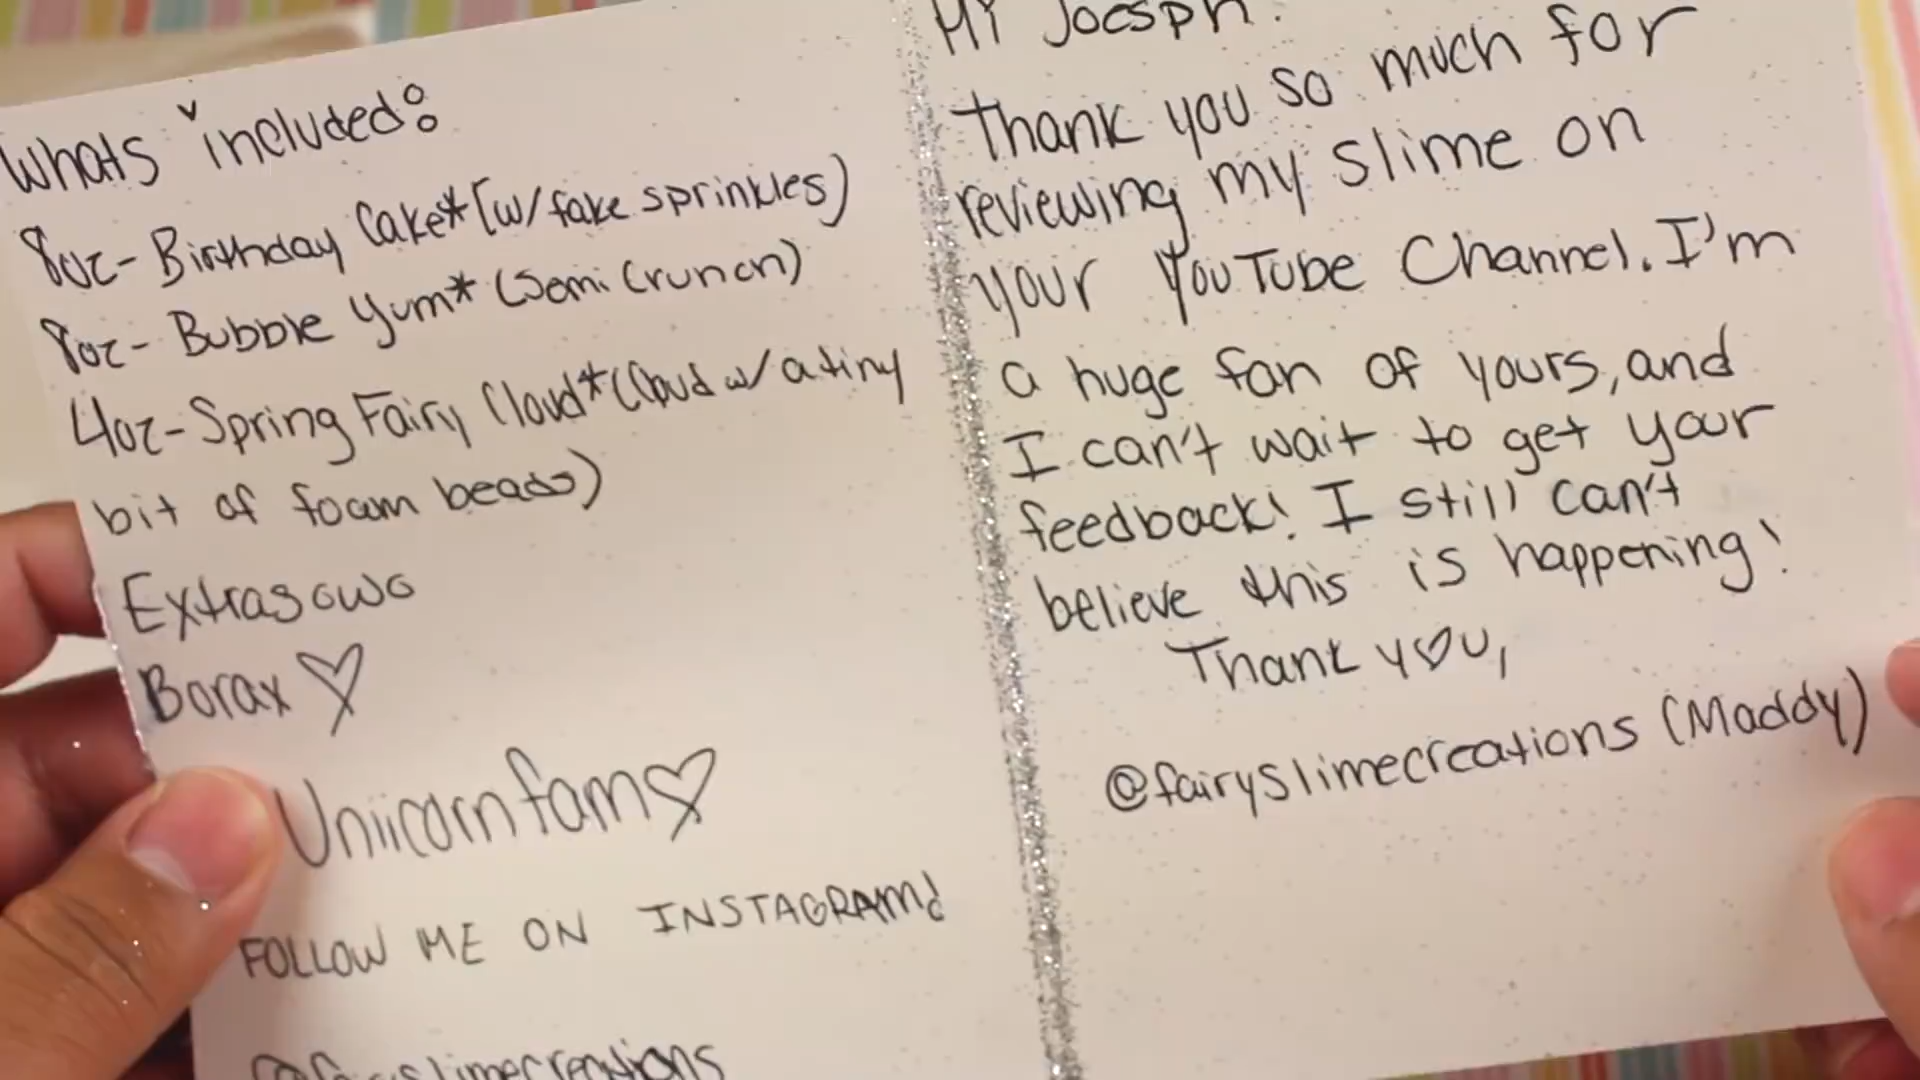 Whats included:
8oz- Birthday Cake* (w/ fake sprinkles)
8oz- Bubble Yum* (Semi Crunch)
4oz- Spring Fairy Cloud* (Cloud w/ a tiny
bit of foam beads)
Extras owo
Borax ♡
Uniicornfam ♡
FOLLOW ME ON INSTAGRAM!
@fairyslimecreations
Hi Joesph!
Thank you so much for
reviewing my slime on
your YouTube Channel. I'm
a huge fan of yours, and
I can't wait to get your
feedback! I still can't
believe this is happening!
Thank y♡u,
@fairyslimecreations (Maddy)